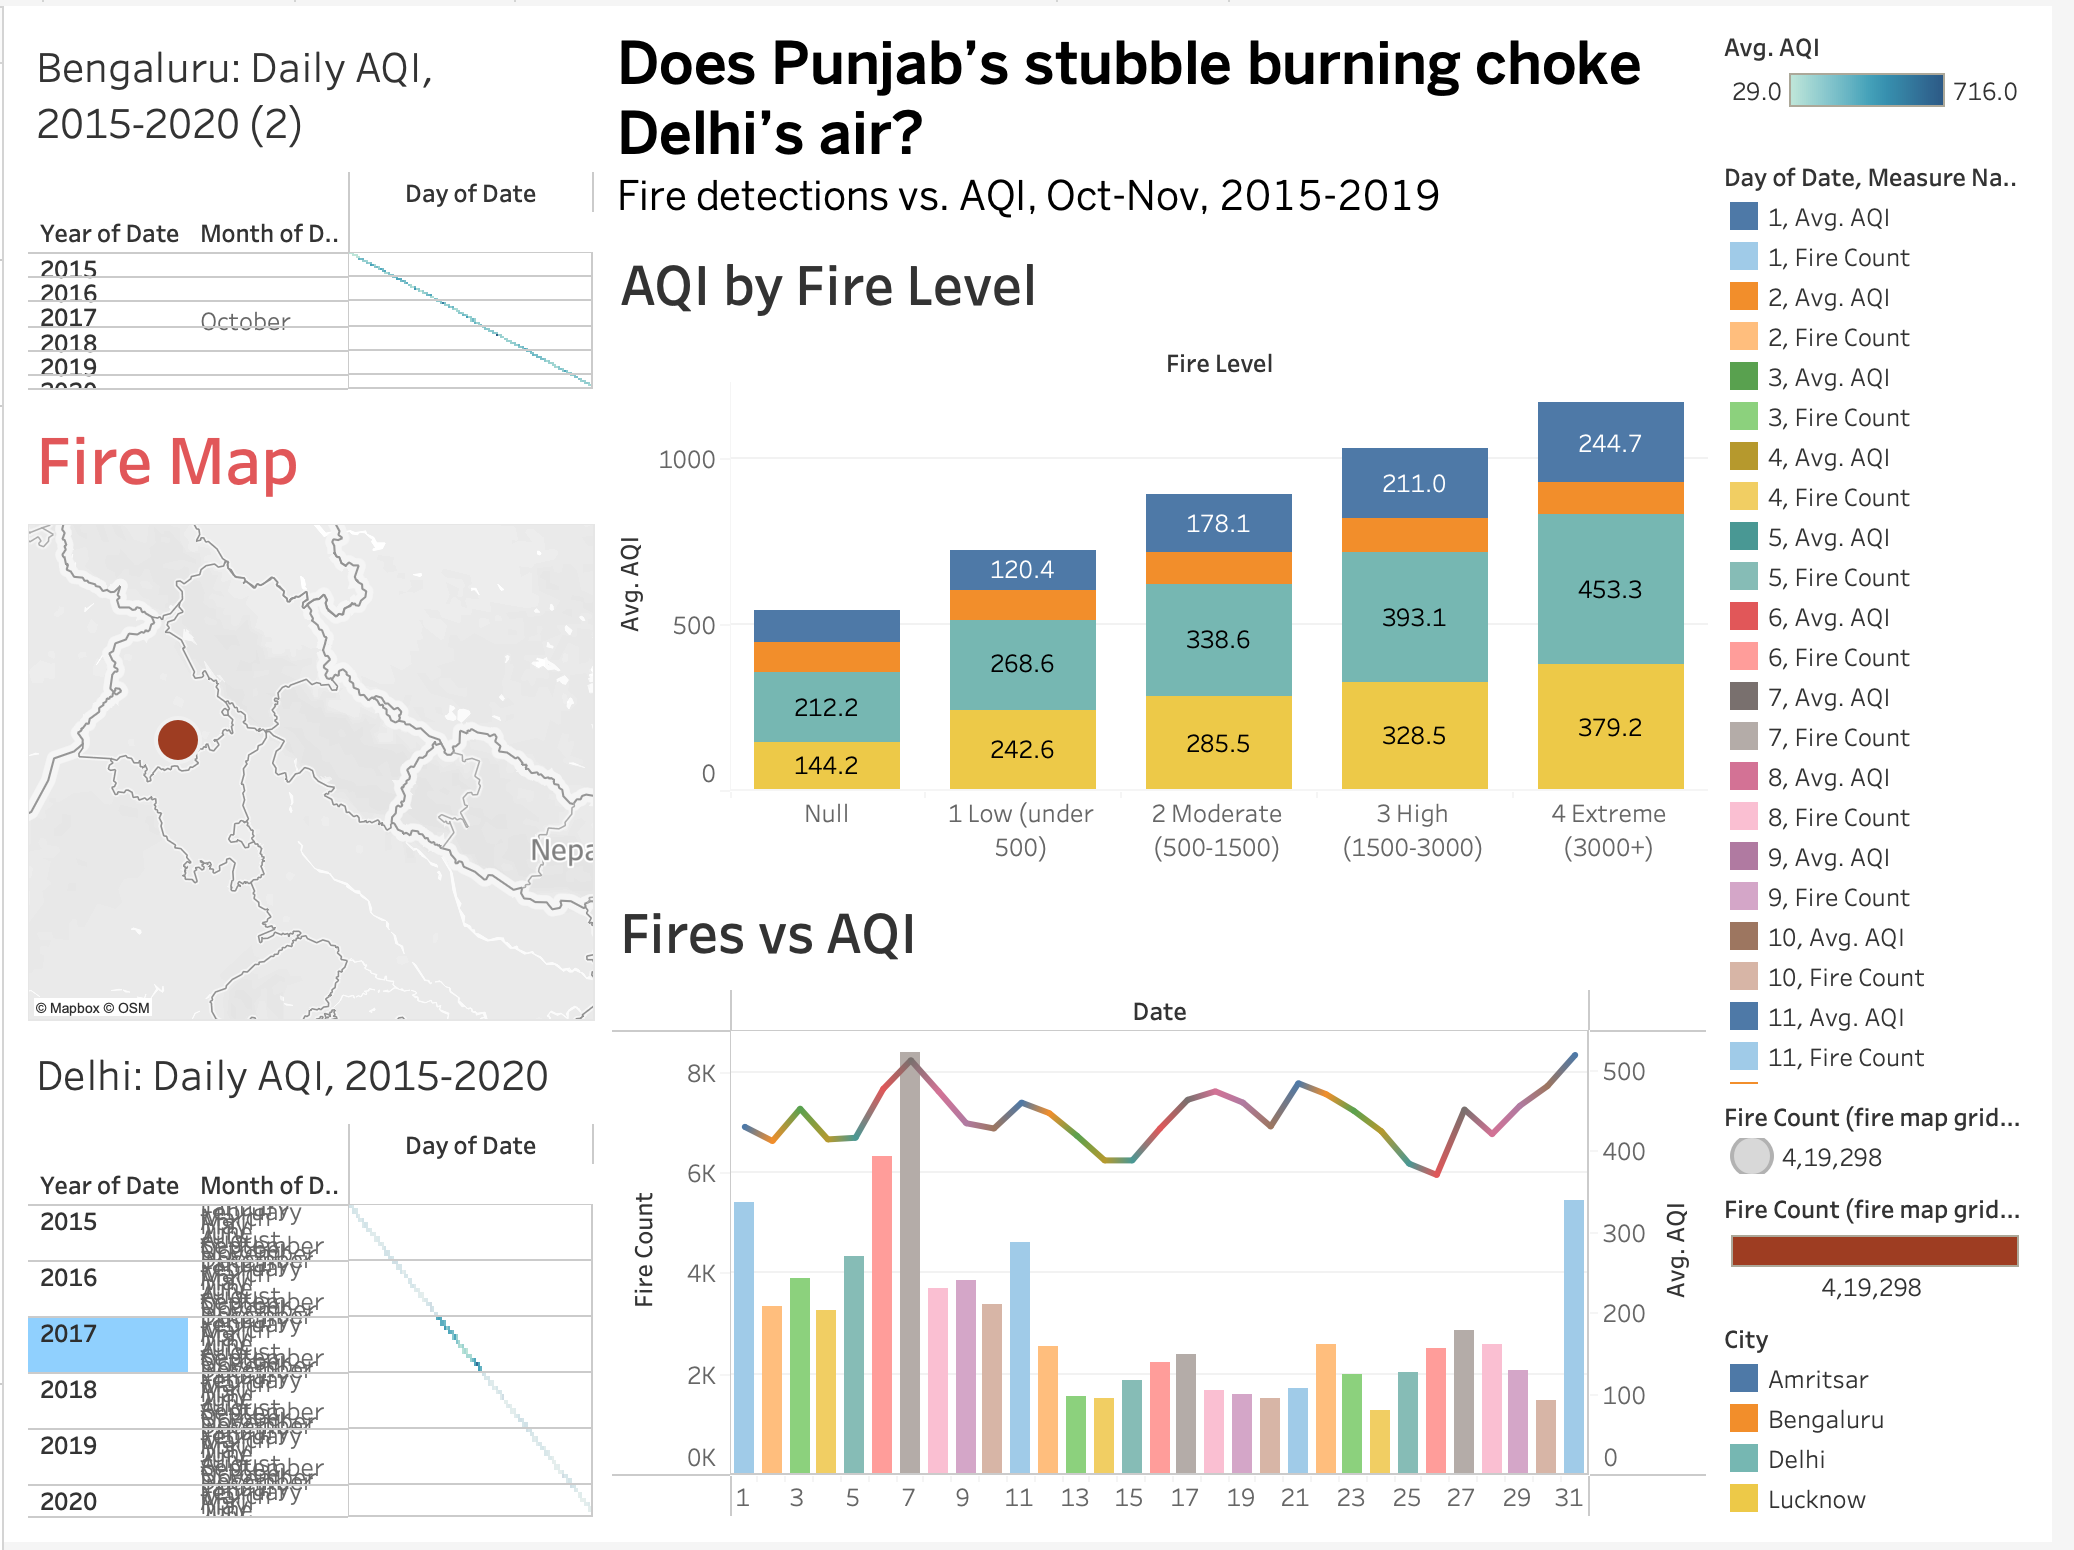 Bengaluru: Daily AQI,
2015-2020 (2)
Day of Date
Year of Date Month of D..
2015
2016
2017 October
2018
2019
2020
Fire Map
Nepa
© Mapbox © OSM
Delhi: Daily AQI, 2015-2020
Day of Date
Year of Date Month of D..
2015
2016
2017
2018
2019
2020
Does Punjab’s stubble burning choke
Delhi’s air?
Fire detections vs. AQI, Oct-Nov, 2015-2019
AQI by Fire Level
Fire Level
Avg. AQI
1000
500
0
212.2
144.2
120.4
268.6
242.6
178.1
338.6
285.5
211.0
393.1
328.5
244.7
453.3
379.2
Null
1 Low (under
500)
2 Moderate
(500-1500)
3 High
(1500-3000)
4 Extreme
(3000+)
Fires vs AQI
Date
Fire Count
8K
6K
4K
2K
0K
Avg. AQI
500
400
300
200
100
0
1 3 5 7 9 11 13 15 17 19 21 23 25 27 29 31
Avg. AQI
29.0 716.0
Day of Date, Measure Na..
1, Avg. AQI
1, Fire Count
2, Avg. AQI
2, Fire Count
3, Avg. AQI
3, Fire Count
4, Avg. AQI
4, Fire Count
5, Avg. AQI
5, Fire Count
6, Avg. AQI
6, Fire Count
7, Avg. AQI
7, Fire Count
8, Avg. AQI
8, Fire Count
9, Avg. AQI
9, Fire Count
10, Avg. AQI
10, Fire Count
11, Avg. AQI
11, Fire Count
Fire Count (fire map grid...
4,19,298
Fire Count (fire map grid...
4,19,298
City
Amritsar
Bengaluru
Delhi
Lucknow